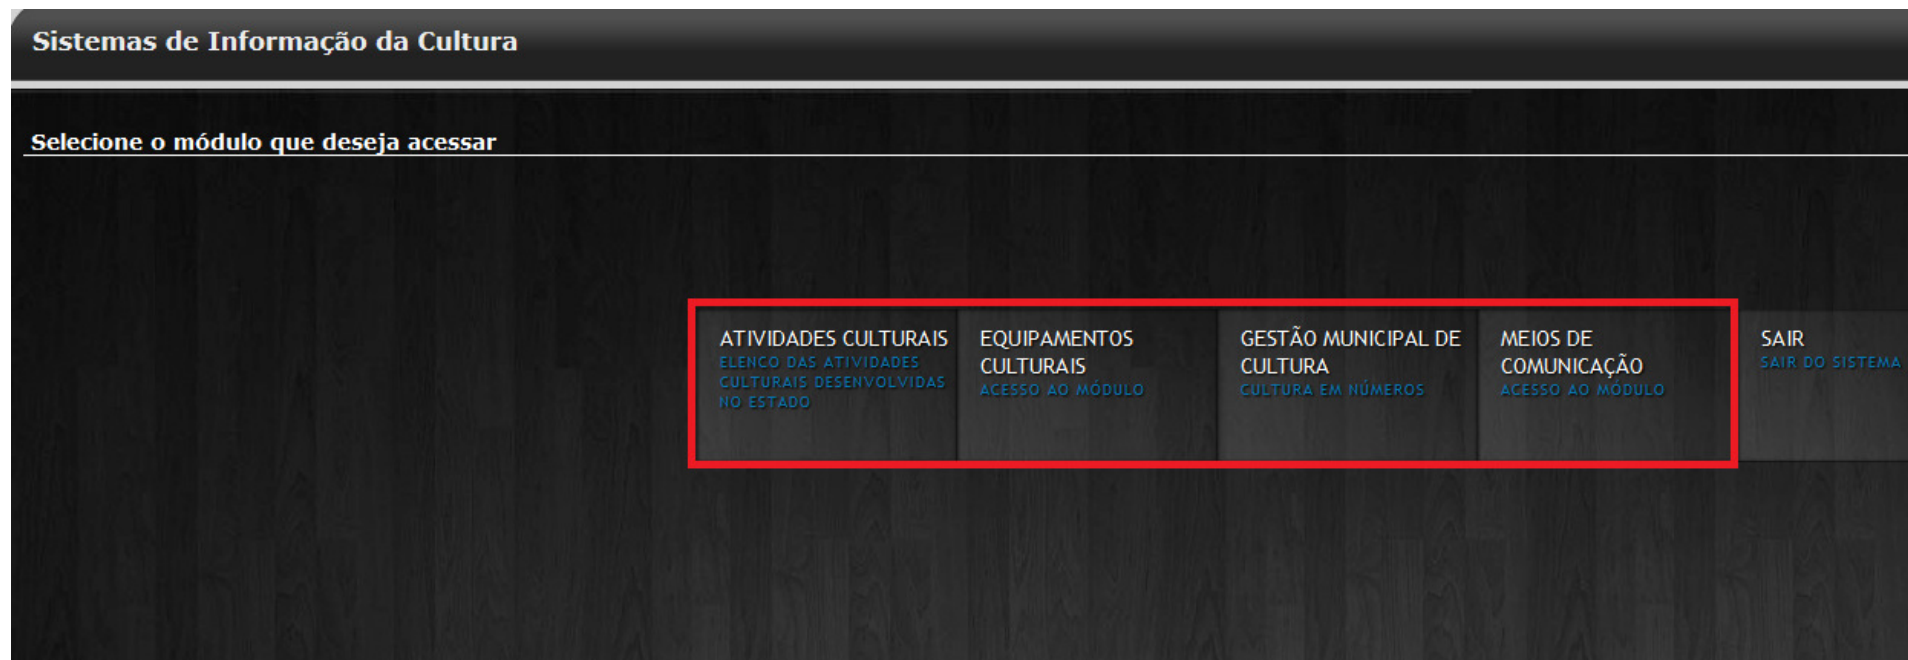 Sistemas de Informação da Cultura
Selecione o módulo que deseja acessar
ATIVIDADES CULTURAIS
ELENCO DAS ATIVIDADES
CULTURAIS DESENVOLVIDAS
NO ESTADO
EQUIPAMENTOS
CULTURAIS
ACESSO AO MÓDULO
GESTÃO MUNICIPAL DE
CULTURA
CULTURA EM NÚMEROS
MEIOS DE
COMUNICAÇÃO
ACESSO AO MÓDULO
SAIR
SAIR DO SISTEMA